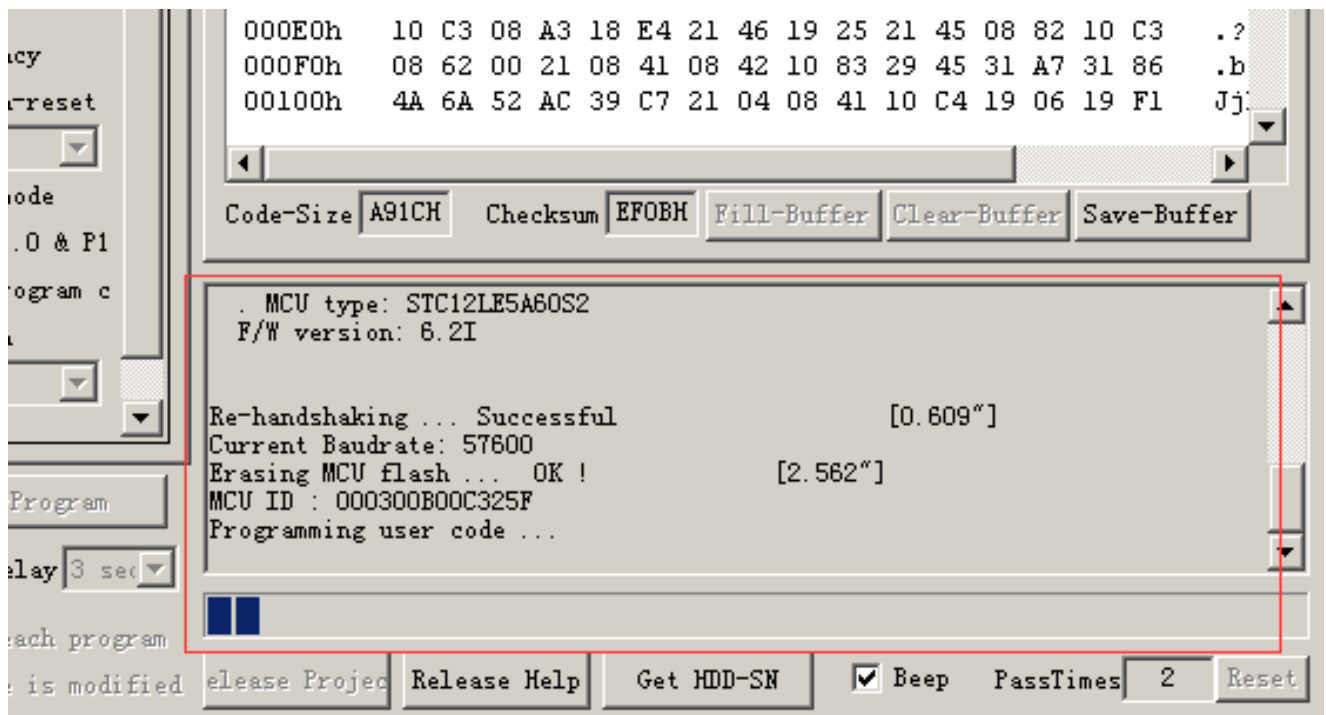 000E0h 10 C3 08 A3 18 E4 21 46 19 25 21 45 08 82 10 C3 .?
000F0h 08 62 00 21 08 41 08 42 10 83 29 45 31 A7 31 86 .b
00100h 4A 6A 52 AC 39 C7 21 04 08 41 10 C4 19 06 19 F1 Jj
-reset
.0 & P1
Code-Size A91CH Checksum EF0BH Fill-Buffer Clear-Buffer Save-Buffer
. MCU type: STC12LE5A60S2
F/W version: 6.2I
Re-handshaking ... Successful [0.609"]
Current Baudrate: 57600
Erasing MCU flash ... OK ! [2.562"]
MCU ID : 000300B00C325F
Programming user code ...
Program
elay 3 sec
each program
is modified
elease Projec Release Help Get HDD-SN Beep PassTimes 2 Reset